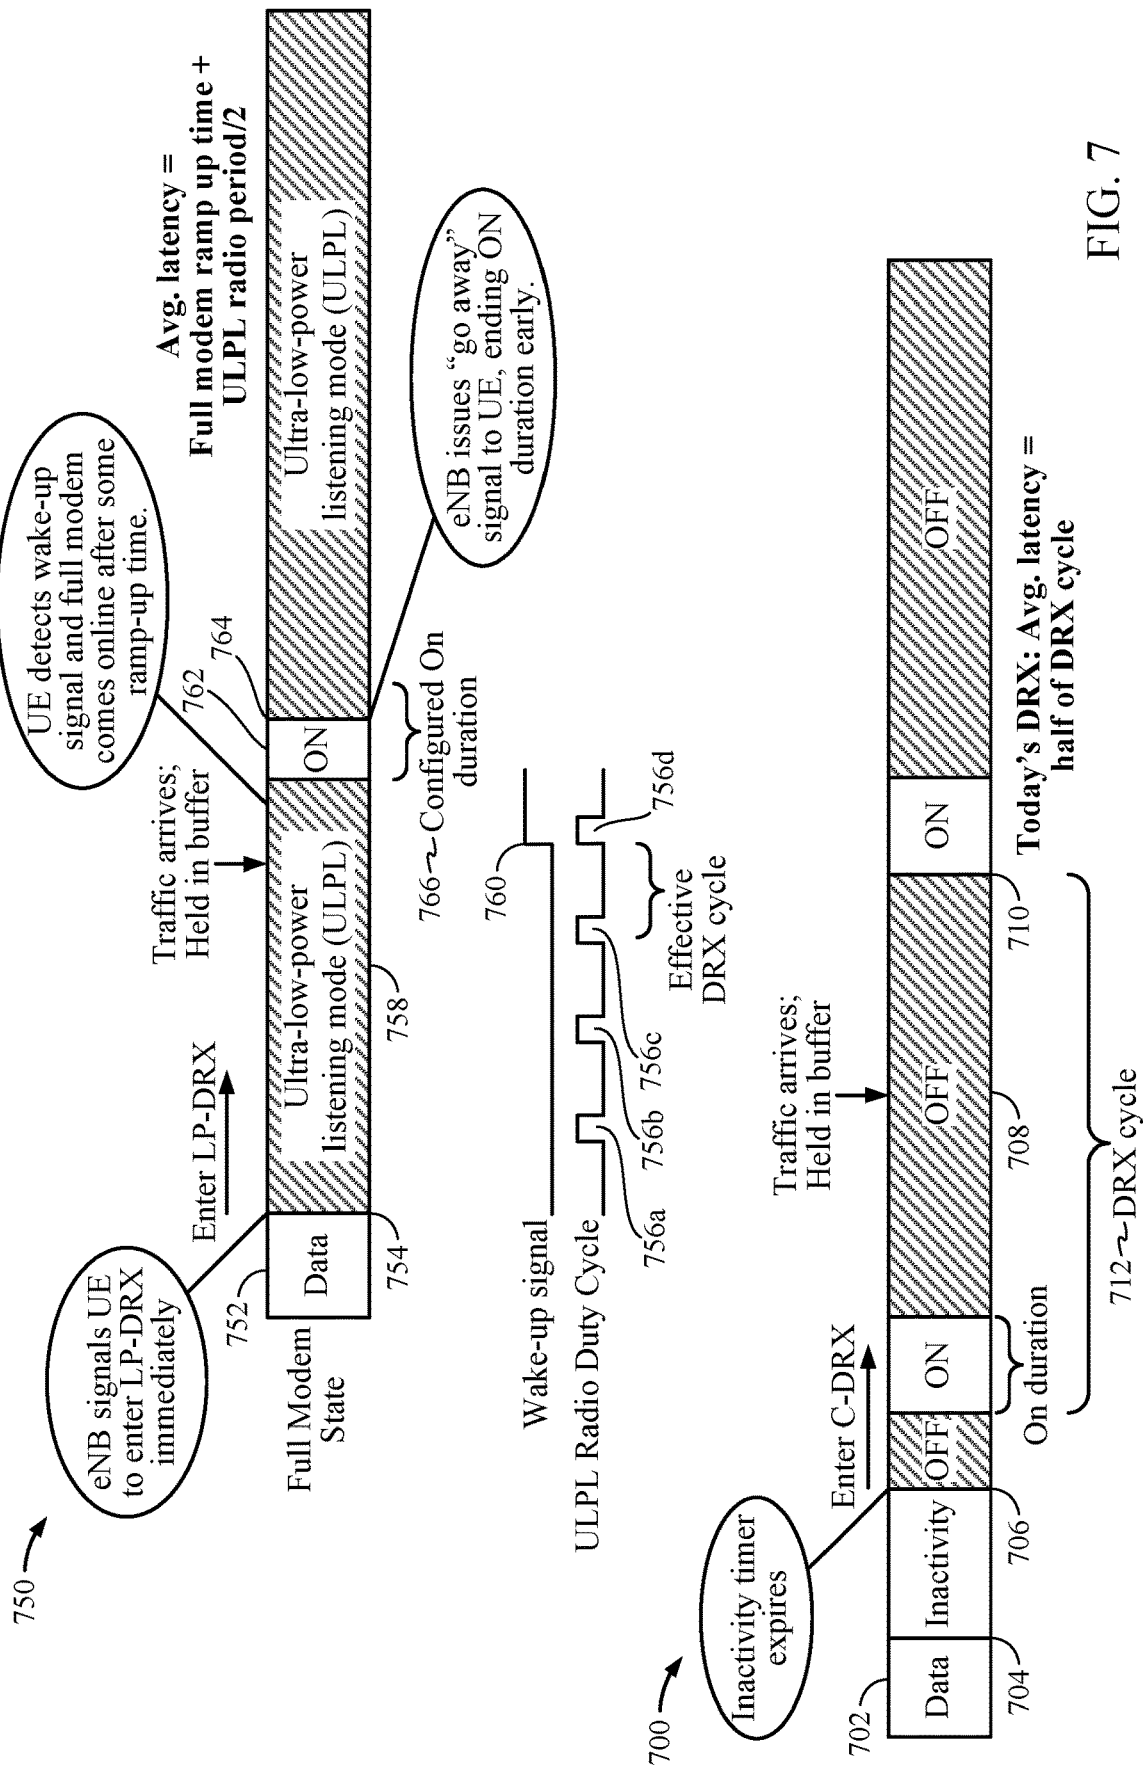 750
eNB signals UE
to enter LP-DRX
immediately
Enter LP-DRX
Traffic arrives;
Held in buffer
UE detects wake-up
signal and full modem
comes online after some
ramp-up time.
Avg. latency =
Full modem ramp up time +
ULPL radio period/2
752
762
764
Full Modem
State
Data
Ultra-low-power
listening mode (ULPL)
ON
Ultra-low-power
listening mode (ULPL)
754
758
766 Configured On
duration
eNB issues “go away”
signal to UE, ending ON
duration early.
760
Wake-up signal
ULPL Radio Duty Cycle
756a
756b
756c
756d
Effective
DRX cycle
700
Inactivity timer
expires
Enter C-DRX
Traffic arrives;
Held in buffer
702
Data
Inactivity
OFF
ON
OFF
ON
OFF
704
706
708
710
On duration
712 DRX cycle
Today’s DRX: Avg. latency =
half of DRX cycle
FIG. 7